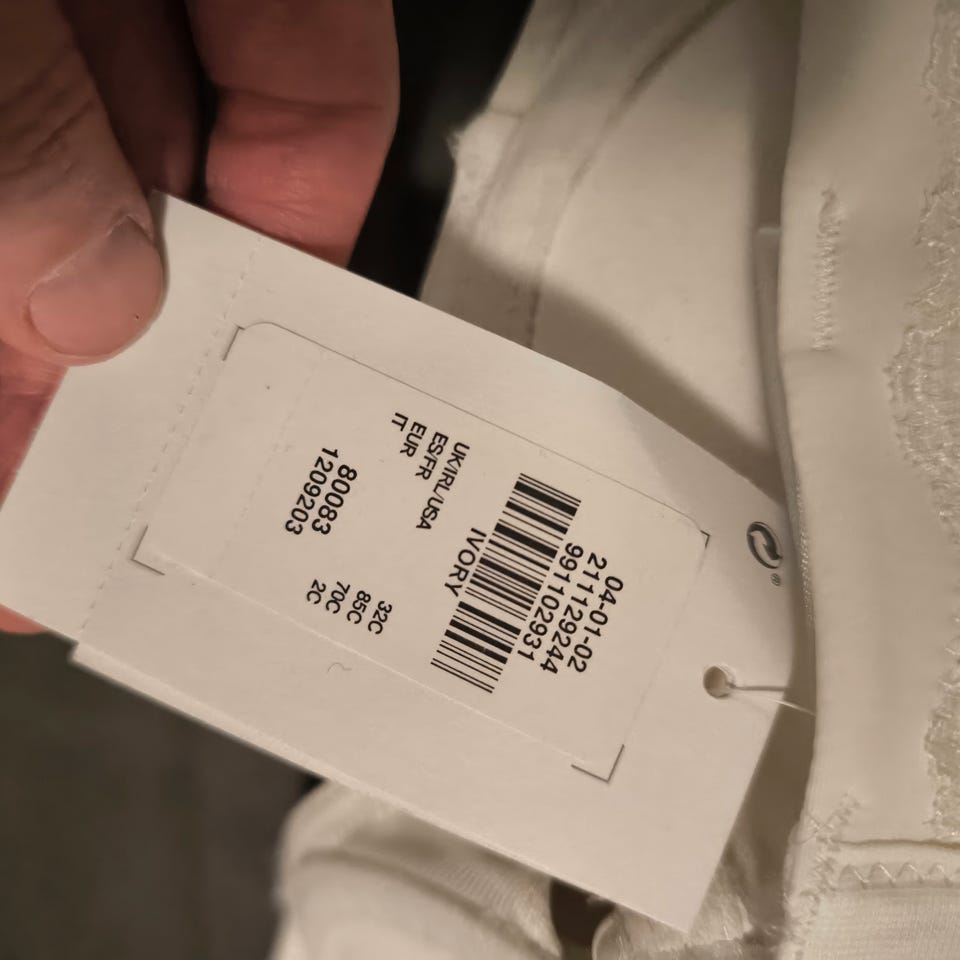 04-01-02
211129244
991102931
IVORY
UK/IRL/USA 32C
ES/FR 85C
EUR 70C
IT 2C
80083
1209203